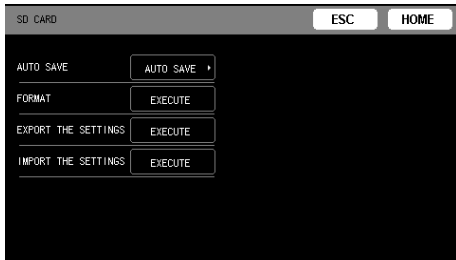 SD CARD ESC HOME
AUTO SAVE AUTO SAVE
FORMAT EXECUTE
EXPORT THE SETTINGS EXECUTE
IMPORT THE SETTINGS EXECUTE